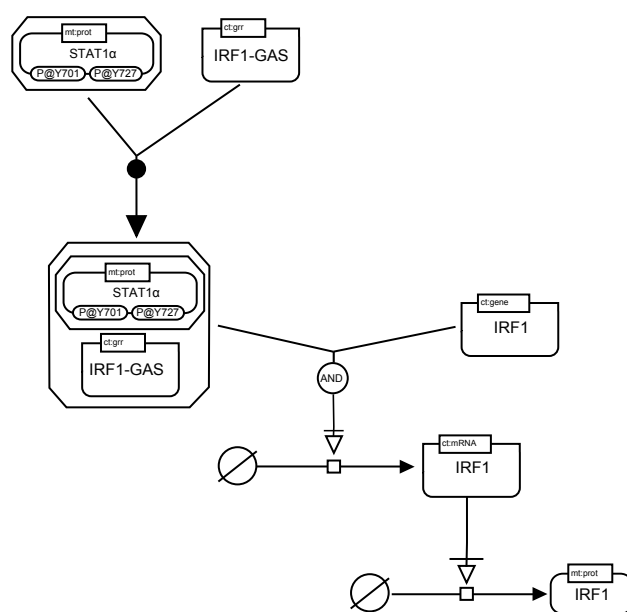 mt:prot
STAT1α
P@Y701 P@Y727
ct:grr
IRF1-GAS
mt:prot
STAT1α
P@Y701 P@Y727
ct:grr
IRF1-GAS
ct:gene
IRF1
AND
ct:mRNA
IRF1
mt:prot
IRF1